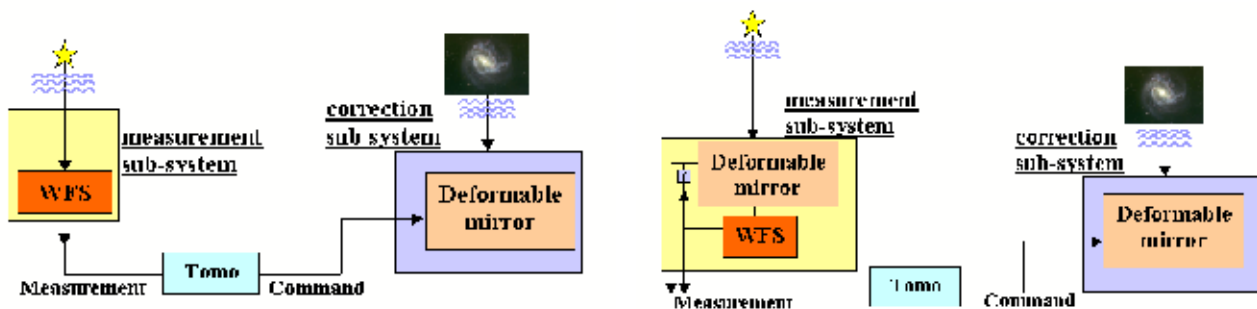 measurement
sub-system
WFS
correction
sub system
Deformable
mirror
Measurement
Tomo
Command
measurement
sub-system
Deformable
mirror
WFS
Measurement
Tomo
correction
sub-system
Deformable
mirror
Command